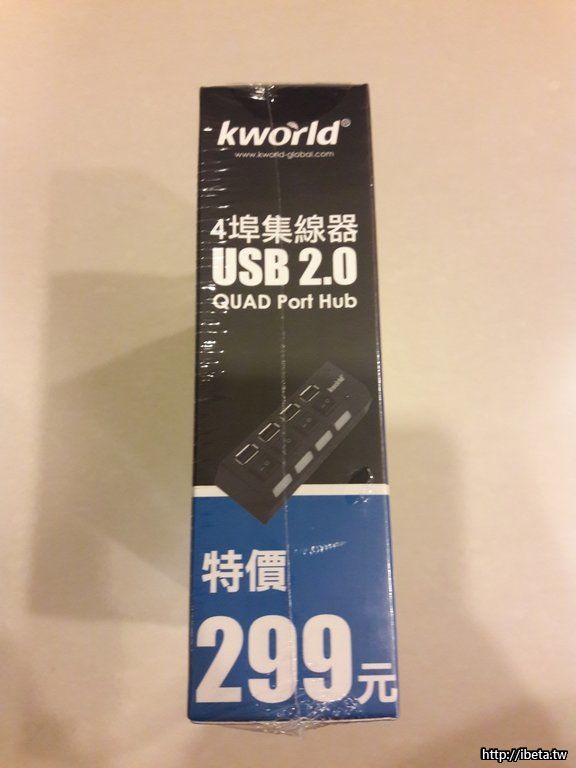 kworld®
www.kworld-global.com
4埠集線器
USB 2.0
QUAD Port Hub
kworld
特價
299元
http://ibeta.tw